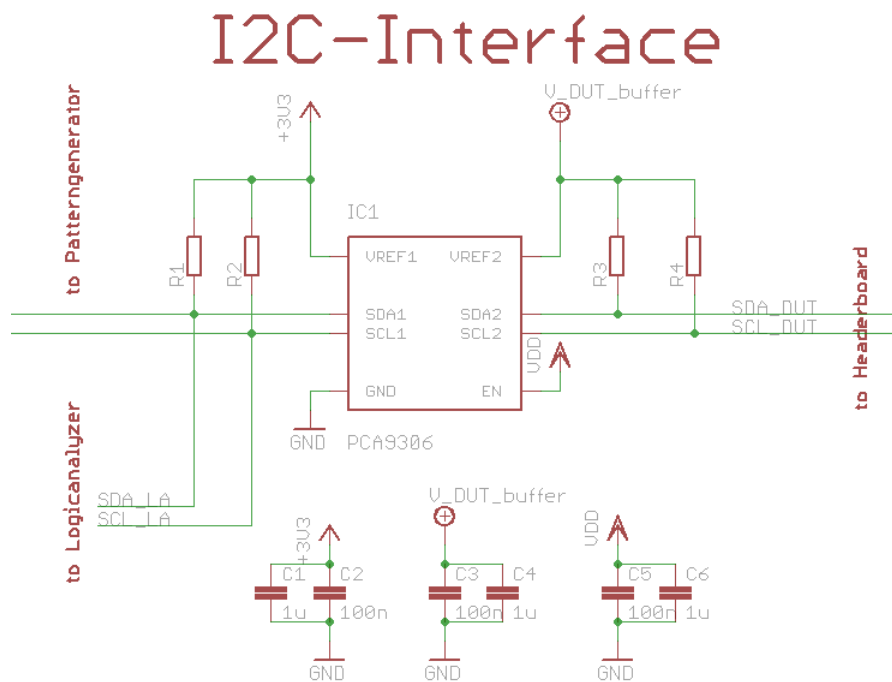 I2C-Interface
to Patterngenerator
+3V3
V_DUT_buffer
IC1
R1
R2
VREF1
VREF2
R3
R4
to Headerboard
SDA1
SDA2
SDA_DUT
SCL1
SCL2
SCL_DUT
VDD
GND
EN
GND
PCA9306
to Logicanalyzer
SDA_LA
SCL_LA
+3V3
V_DUT_buffer
VDD
C1
C2
C3
C4
C5
C6
1u
100n
100n
1u
100n
1u
GND
GND
GND